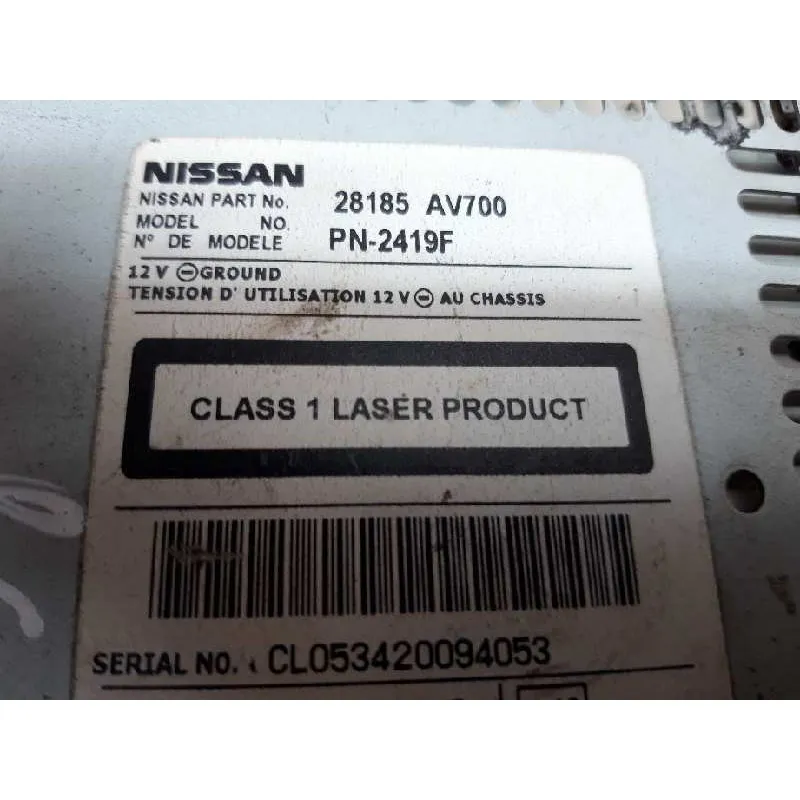 NISSAN
NISSAN PART No. 28185 AV700
MODEL NO.
N° DE MODELE PN-2419F
12 V ⊖ GROUND
TENSION D' UTILISATION 12 V ⊖ AU CHASSIS
CLASS 1 LASER PRODUCT
SERIAL NO. CL053420094053